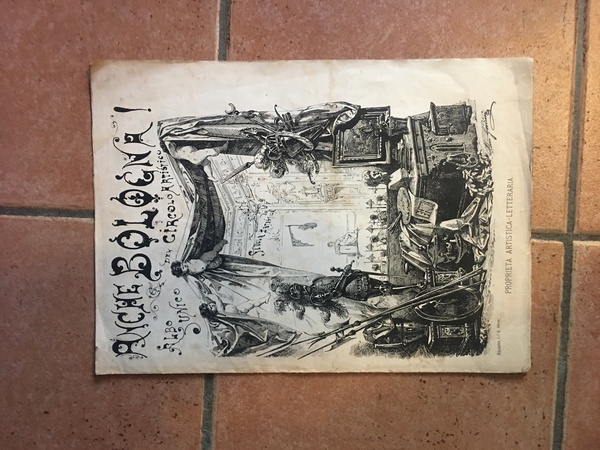 ANCHE BOLOGNA!
ALBO UNICO
DEL CIRCOLO ARTISTICO
PROPRIETÀ ARTISTICA-LETTERARIA